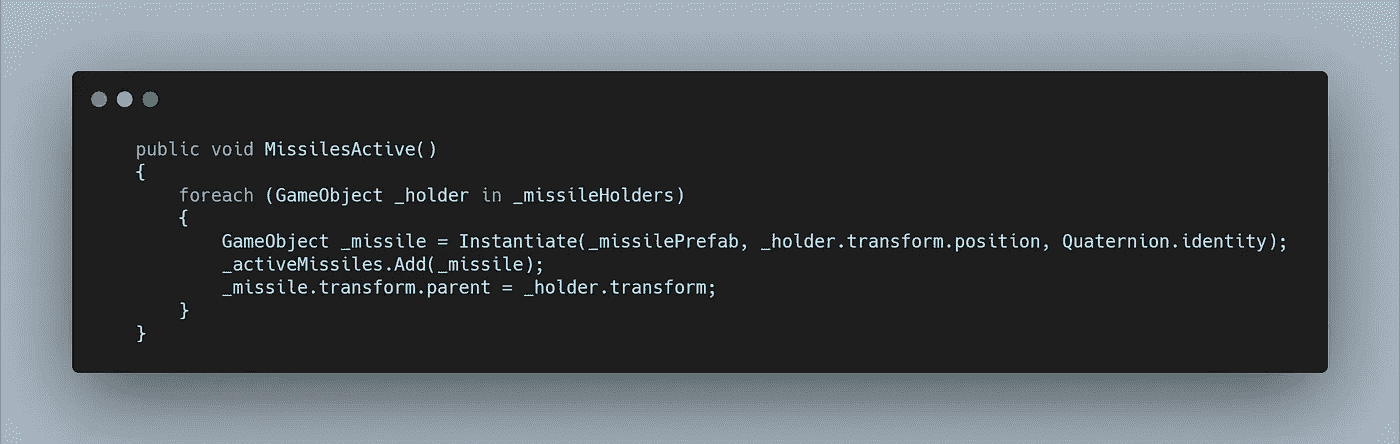 public void MissilesActive()
{
    foreach (GameObject _holder in _missileHolders)
    {
        GameObject _missile = Instantiate(_missilePrefab, _holder.transform.position, Quaternion.identity);
        _activeMissiles.Add(_missile);
        _missile.transform.parent = _holder.transform;
    }
}